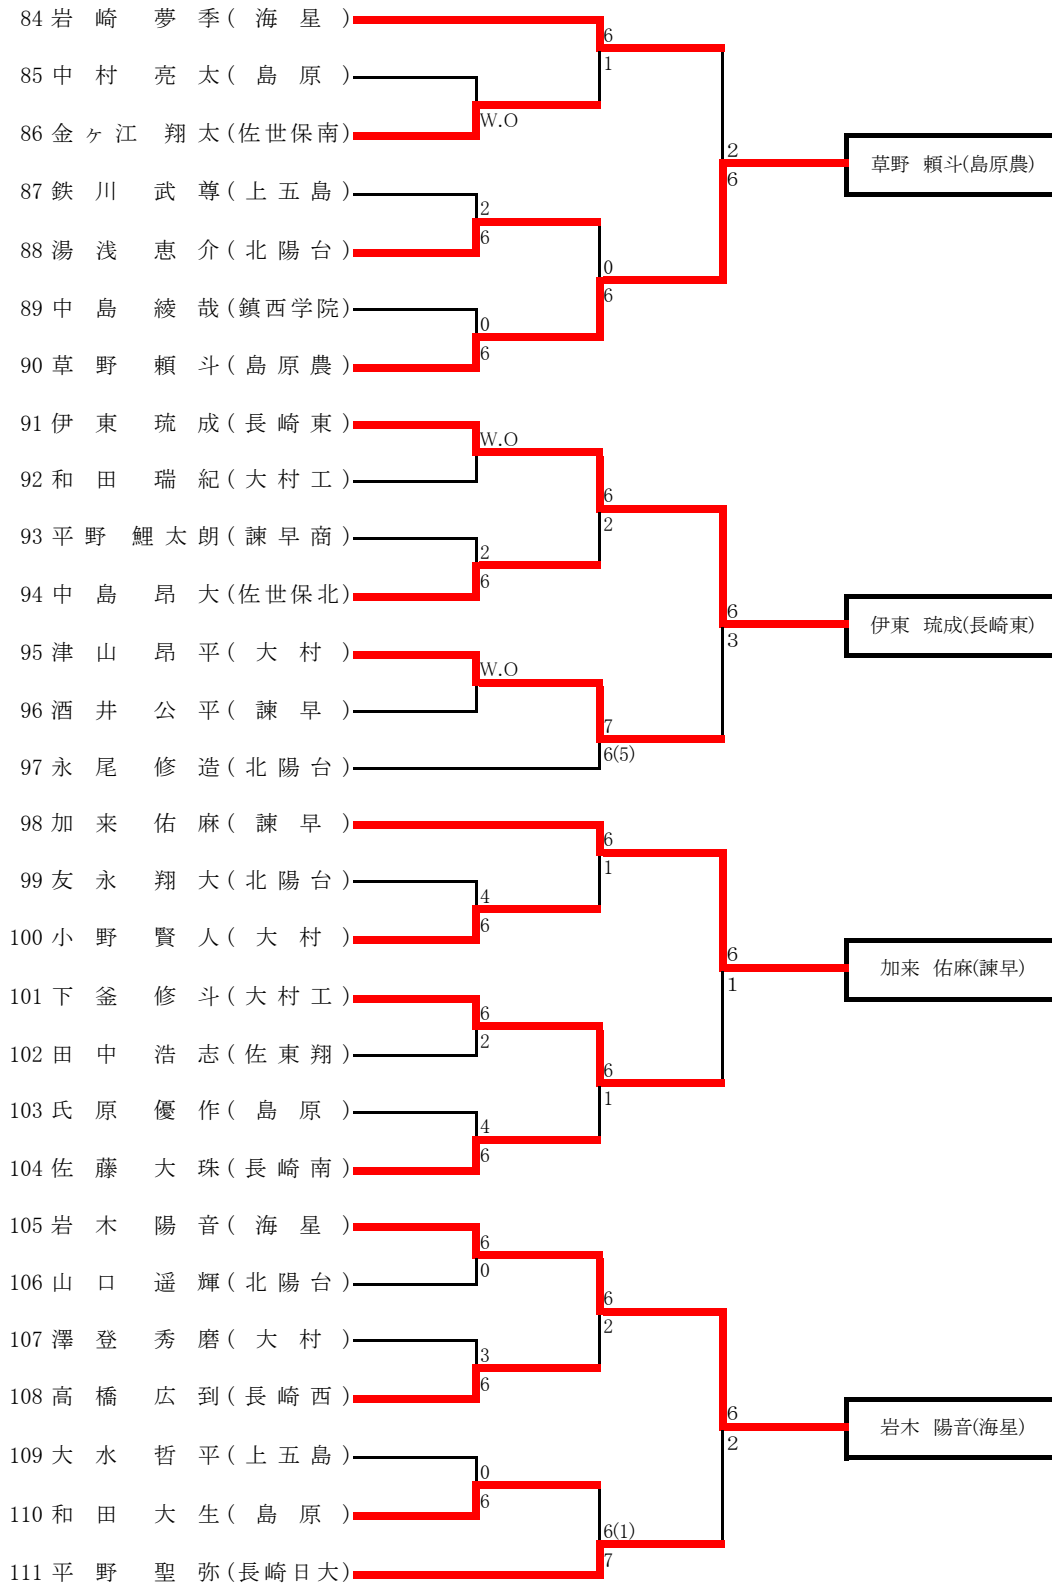 84 岩崎 夢季(海星)
6
1
85 中村 亮太(島原)
W.O
86 金ヶ江 翔太(佐世保南)
2
6
草野 頼斗(島原農)
87 鉄川 武尊(上五島)
2
6
88 湯浅 恵介(北陽台)
0
6
89 中島 綾哉(鎮西学院)
0
6
90 草野 頼斗(島原農)
91 伊東 琉成(長崎東)
W.O
92 和田 瑞紀(大村工)
6
2
93 平野 鯉太朗(諫早商)
2
6
94 中島 昂大(佐世保北)
6
3
伊東 琉成(長崎東)
95 津山 昂平(大村)
W.O
96 酒井 公平(諫早)
7
6(5)
97 永尾 修造(北陽台)
98 加来 佑麻(諫早)
6
1
99 友永 翔大(北陽台)
4
6
100 小野 賢人(大村)
6
1
加来 佑麻(諫早)
101 下釜 修斗(大村工)
6
2
102 田中 浩志(佐東翔)
6
1
103 氏原 優作(島原)
4
6
104 佐藤 大珠(長崎南)
105 岩木 陽音(海星)
6
0
106 山口 遥輝(北陽台)
6
2
107 澤登 秀磨(大村)
3
6
108 高橋 広到(長崎西)
6
2
岩木 陽音(海星)
109 大水 哲平(上五島)
0
6
110 和田 大生(島原)
6(1)
7
111 平野 聖弥(長崎日大)